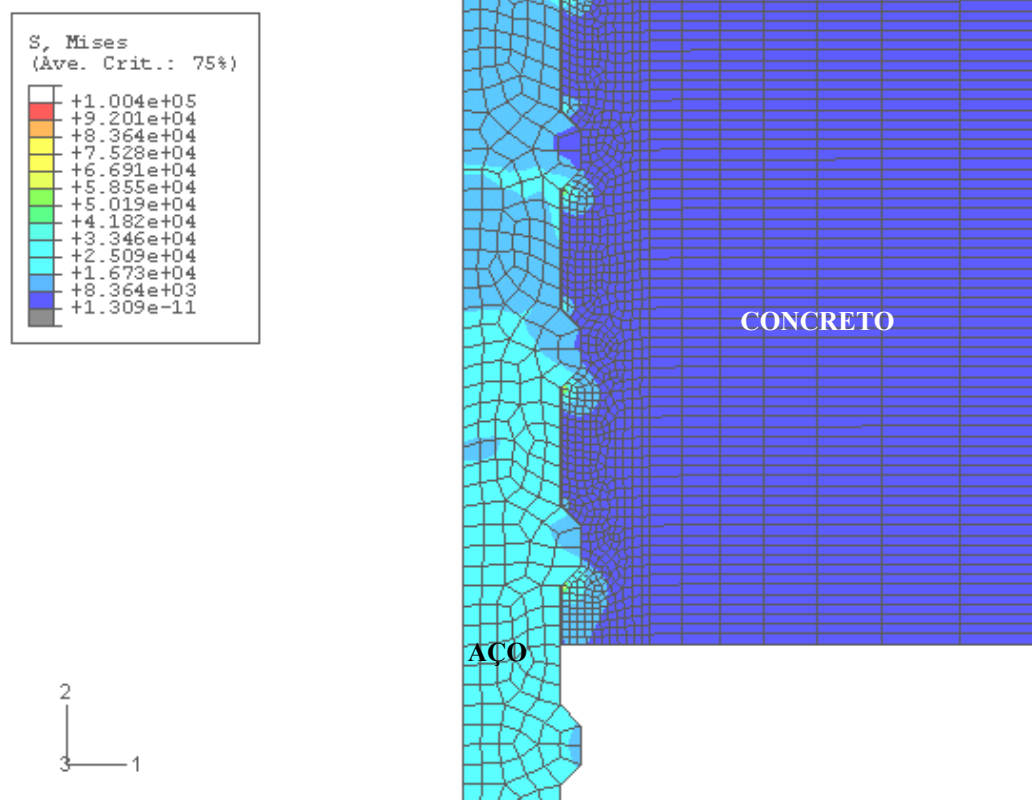 S, Mises
(Ave. Crit.: 75%)
+1.004e+05
+9.201e+04
+8.364e+04
+7.528e+04
+6.691e+04
+5.855e+04
+5.019e+04
+4.182e+04
+3.346e+04
+2.509e+04
+1.673e+04
+8.364e+03
+1.309e-11
CONCRETO
AÇO
2
3
1